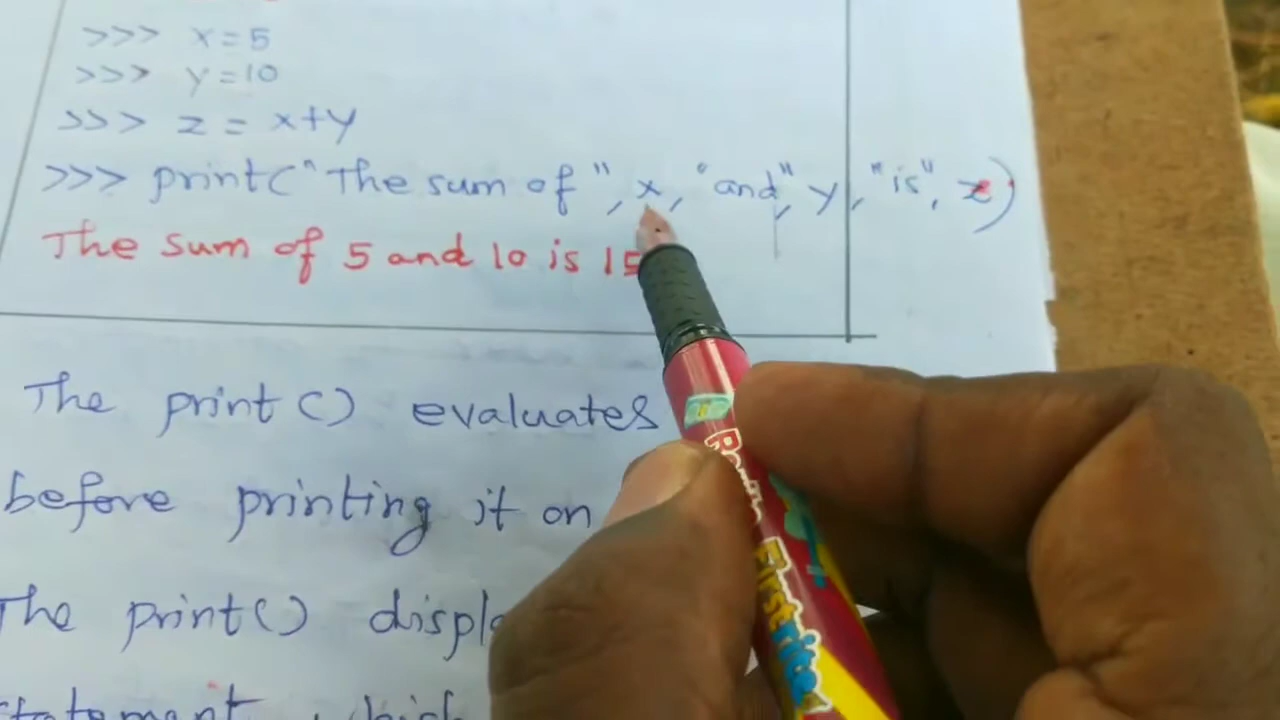 >>> x=5
>>> y=10
>>> z = x+y
>>> print("The sum of ", x, "and", y, "is", z)
The sum of 5 and 10 is 15
The print() evaluates
before printing it on
The print()